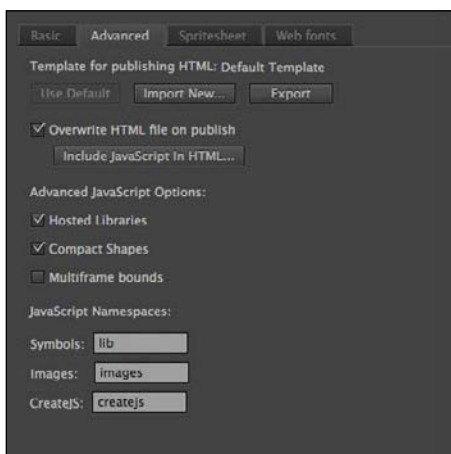 Basic Advanced Spritesheet Web fonts
Template for publishing HTML: Default Template
Use Default Import New... Export
Overwrite HTML file on publish
Include JavaScript In HTML...
Advanced JavaScript Options:
Hosted Libraries
Compact Shapes
Multiframe bounds
JavaScript Namespaces:
Symbols: lib
Images: images
CreateJS: createjs